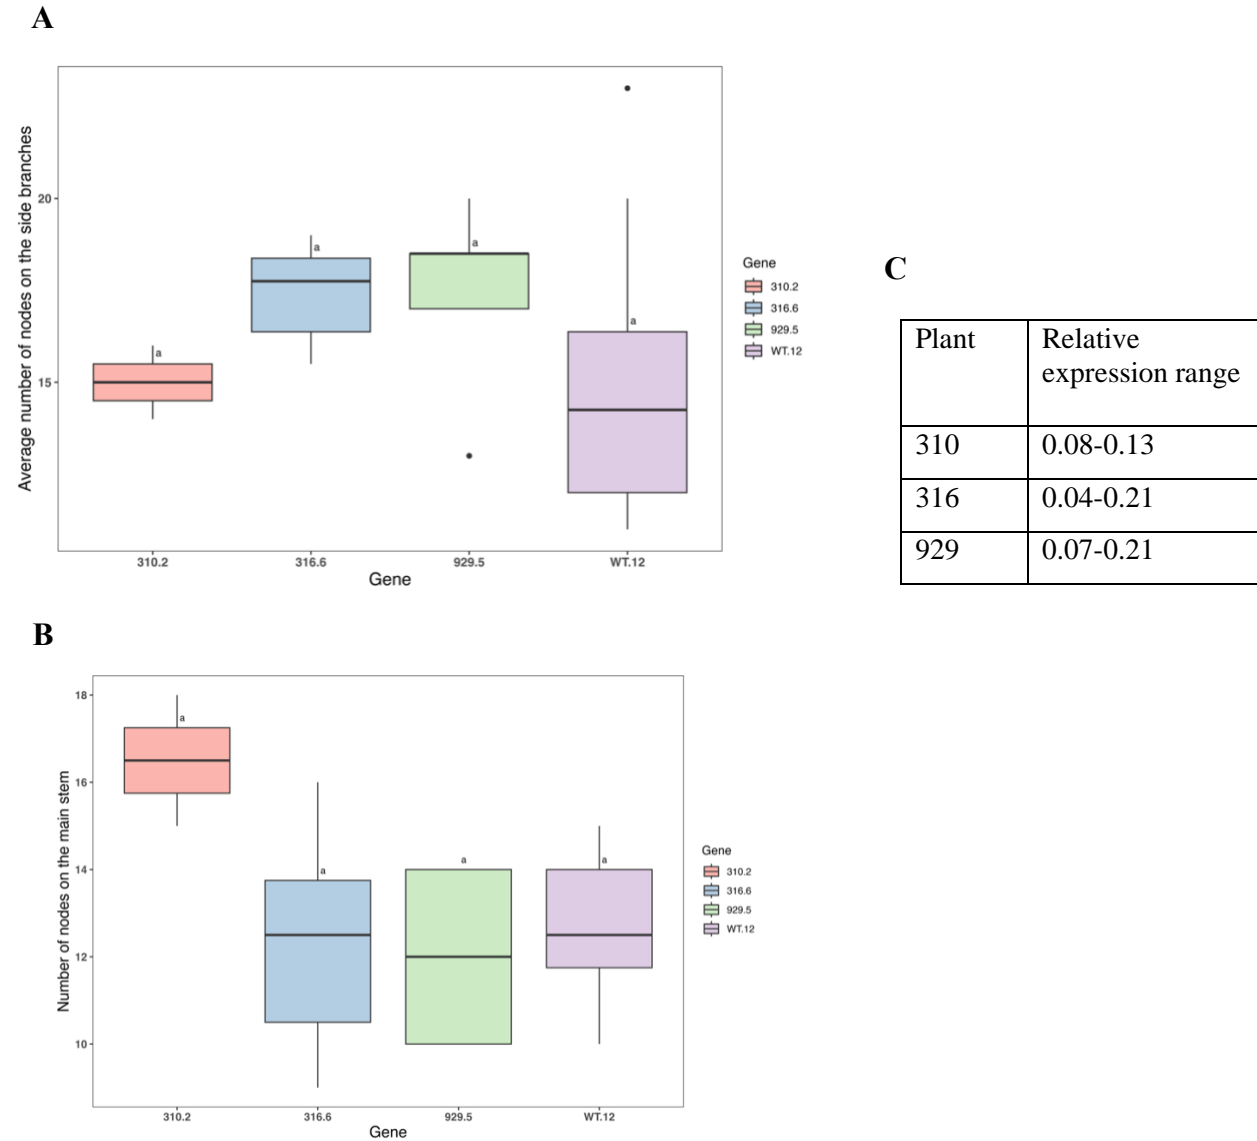 A
Average number of nodes on the side branches
20
15
a
a
a
a
310.2
316.6
929.5
WT.12
Gene
Gene
310.2
316.6
929.5
WT.12
B
Number of nodes on the main stem
18
16
14
12
10
a
a
a
a
310.2
316.6
929.5
WT.12
Gene
Gene
310.2
316.6
929.5
WT.12
C
Plant Relative
expression range
310 0.08-0.13
316 0.04-0.21
929 0.07-0.21